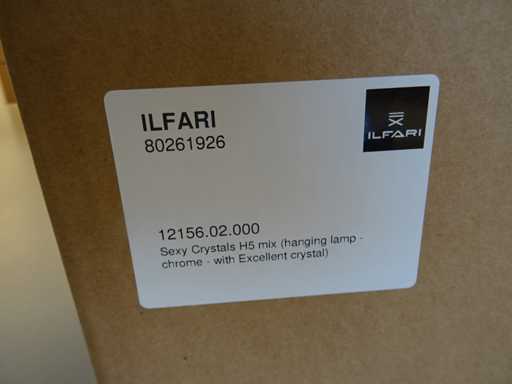 ILFARI
80261926
ILFARI
12156.02.000
Sexy Crystals H5 mix (hanging lamp -
chrome - with Excellent crystal)